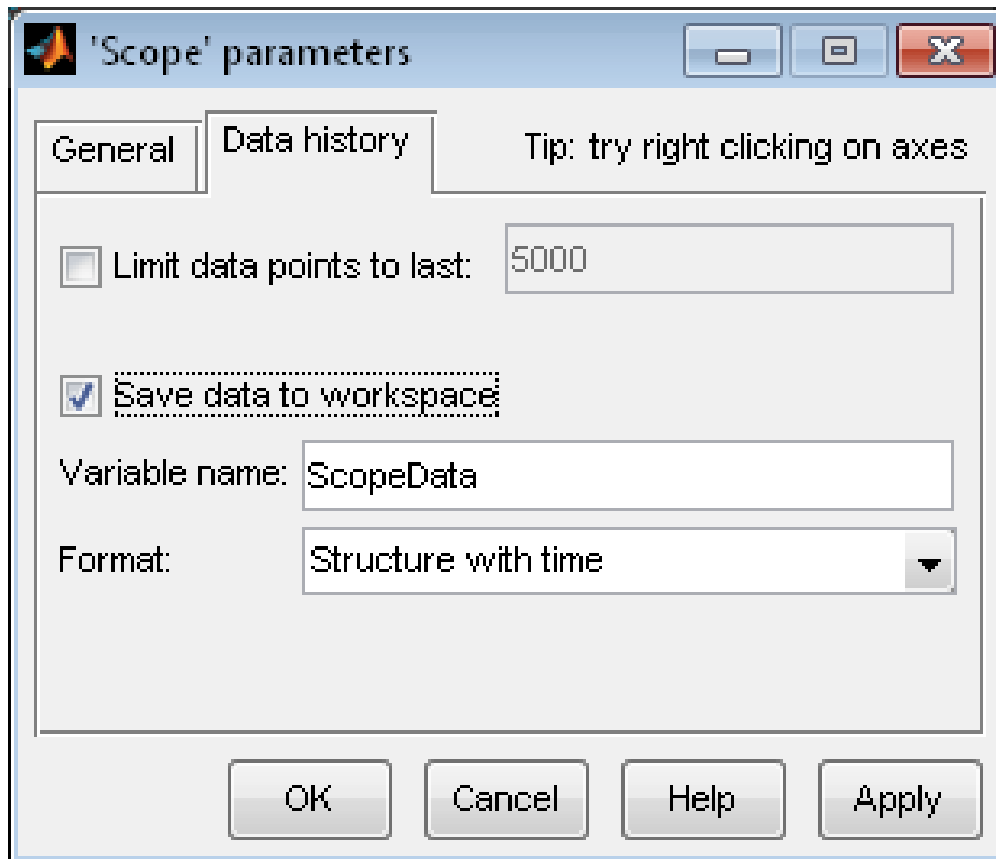 'Scope' parameters
General Data history Tip: try right clicking on axes
Limit data points to last: 5000
Save data to workspace
Variable name: ScopeData
Format: Structure with time
OK Cancel Help Apply